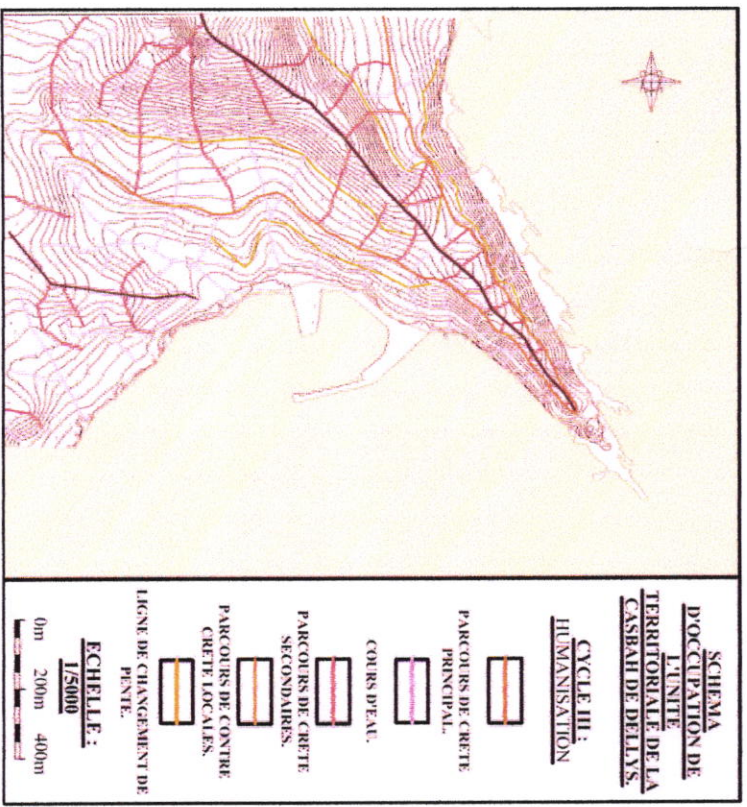 SCHEMA
D'OCCUPATION DE
L'UNITE
TERRITORIALE DE LA
CASBAH DE DELLYS.
CYCLE III :
HUMANISATION
PARCOURS DE CRETE
PRINCIPAL.
COURS D'EAU.
PARCOURS DE CRETE
SECONDAIRES.
PARCOURS DE CONTRE
CRETE LOCALES.
LIGNE DE CHANGEMENT DE
PENTE.
ECHELLE :
1/5000
0m 200m 400m